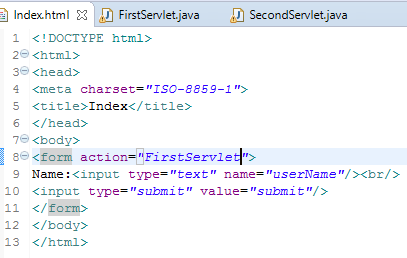 Index.html FirstServlet.java SecondServlet.java
1 <!DOCTYPE html>
2 <html>
3 <head>
4 <meta charset="ISO-8859-1">
5 <title>Index</title>
6 </head>
7 <body>
8 <form action="FirstServlet">
9 Name:<input type="text" name="userName"/><br/>
10 <input type="submit" value="submit"/>
11 </form>
12 </body>
13 </html>